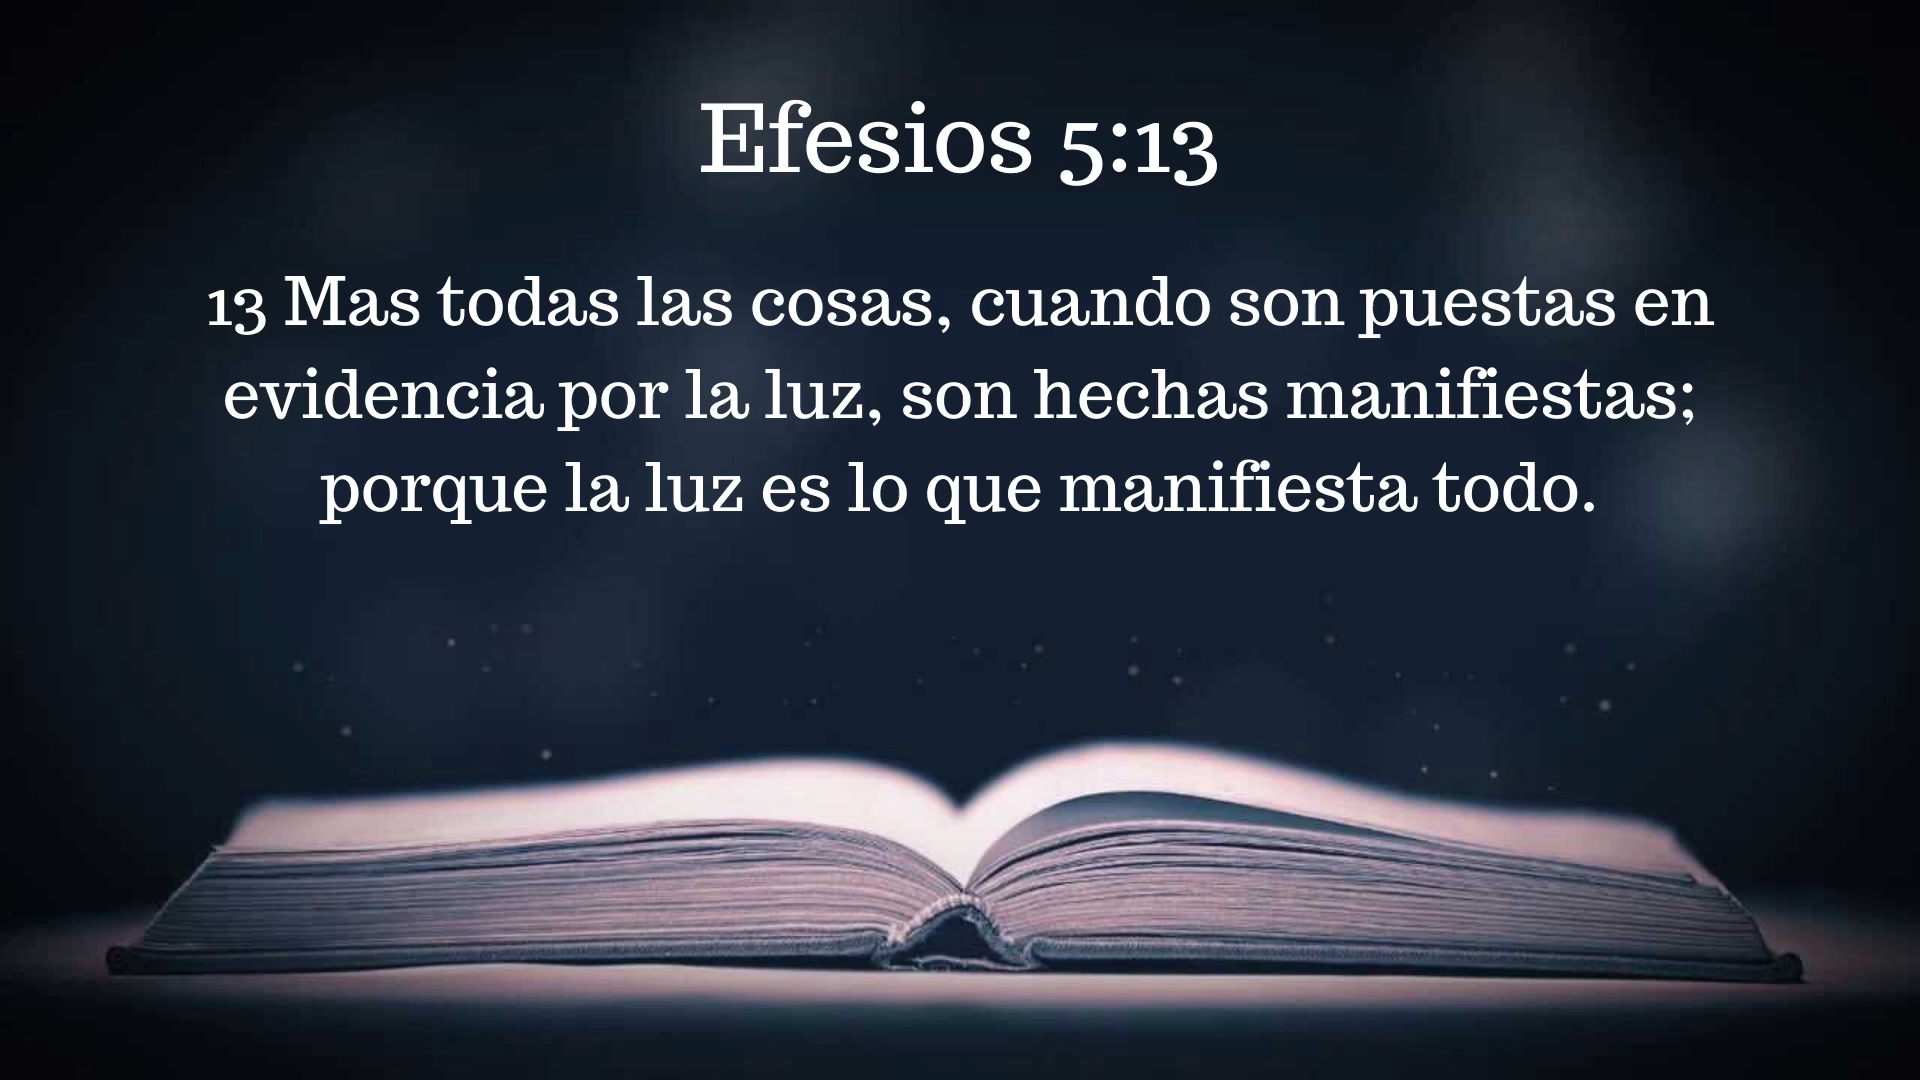 Efesios 5:13
13 Mas todas las cosas, cuando son puestas en
evidencia por la luz, son hechas manifiestas;
porque la luz es lo que manifiesta todo.